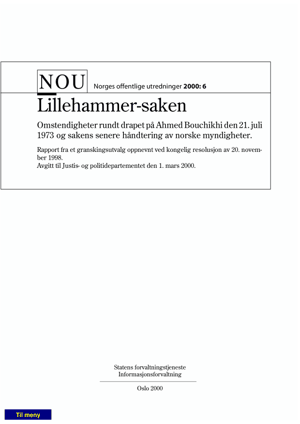 NOU
Norges offentlige utredninger 2000: 6
Lillehammer-saken
Omstendighetene rundt drapet på Ahmed Bouchikhi den 21. juli
1973 og sakens senere håndtering av norske myndigheter.
Rapport fra et granskingsutvalg oppnevnt ved kongelig resolusjon av 20. novem-
ber 1998.
Avgitt til Justis- og politidepartementet den 1. mars 2000.
Statens forvaltningstjeneste
Informasjonsforvaltning
Oslo 2000
Til meny